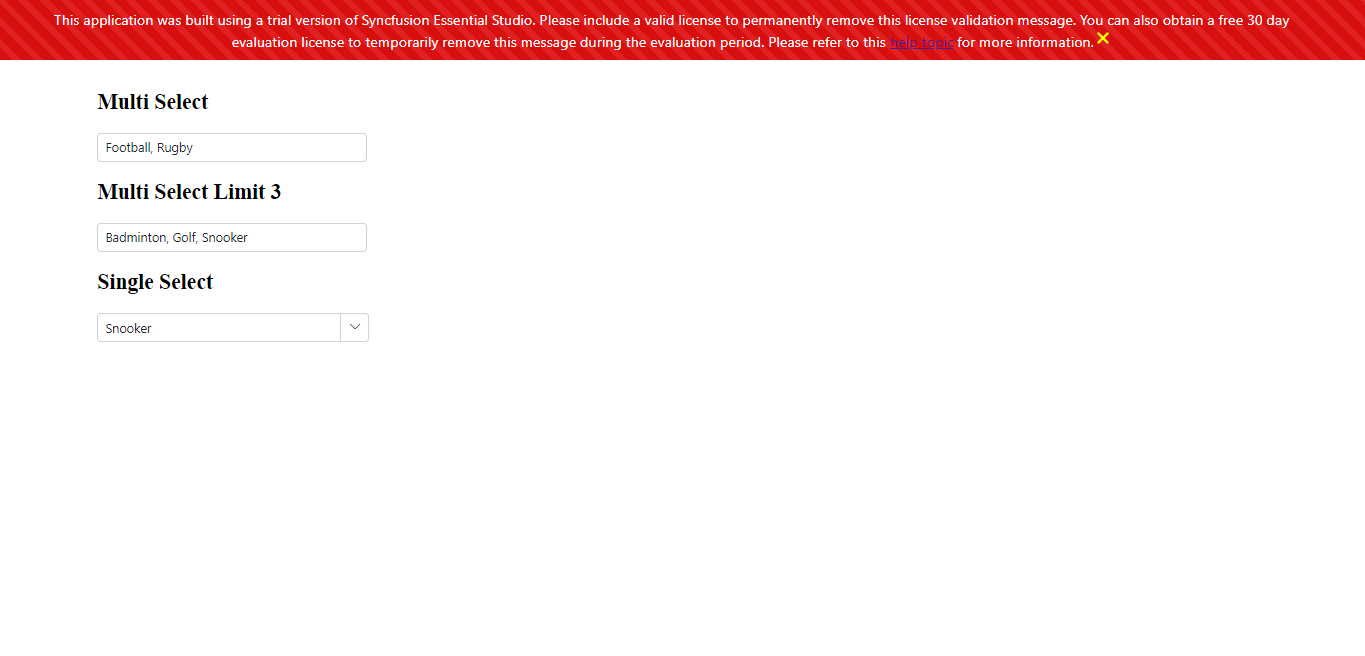 This application was built using a trial version of Syncfusion Essential Studio. Please include a valid license to permanently remove this license validation message. You can also obtain a free 30 day
evaluation license to temporarily remove this message during the evaluation period. Please refer to this help topic for more information.
Multi Select
Football, Rugby
Multi Select Limit 3
Badminton, Golf, Snooker
Single Select
Snooker